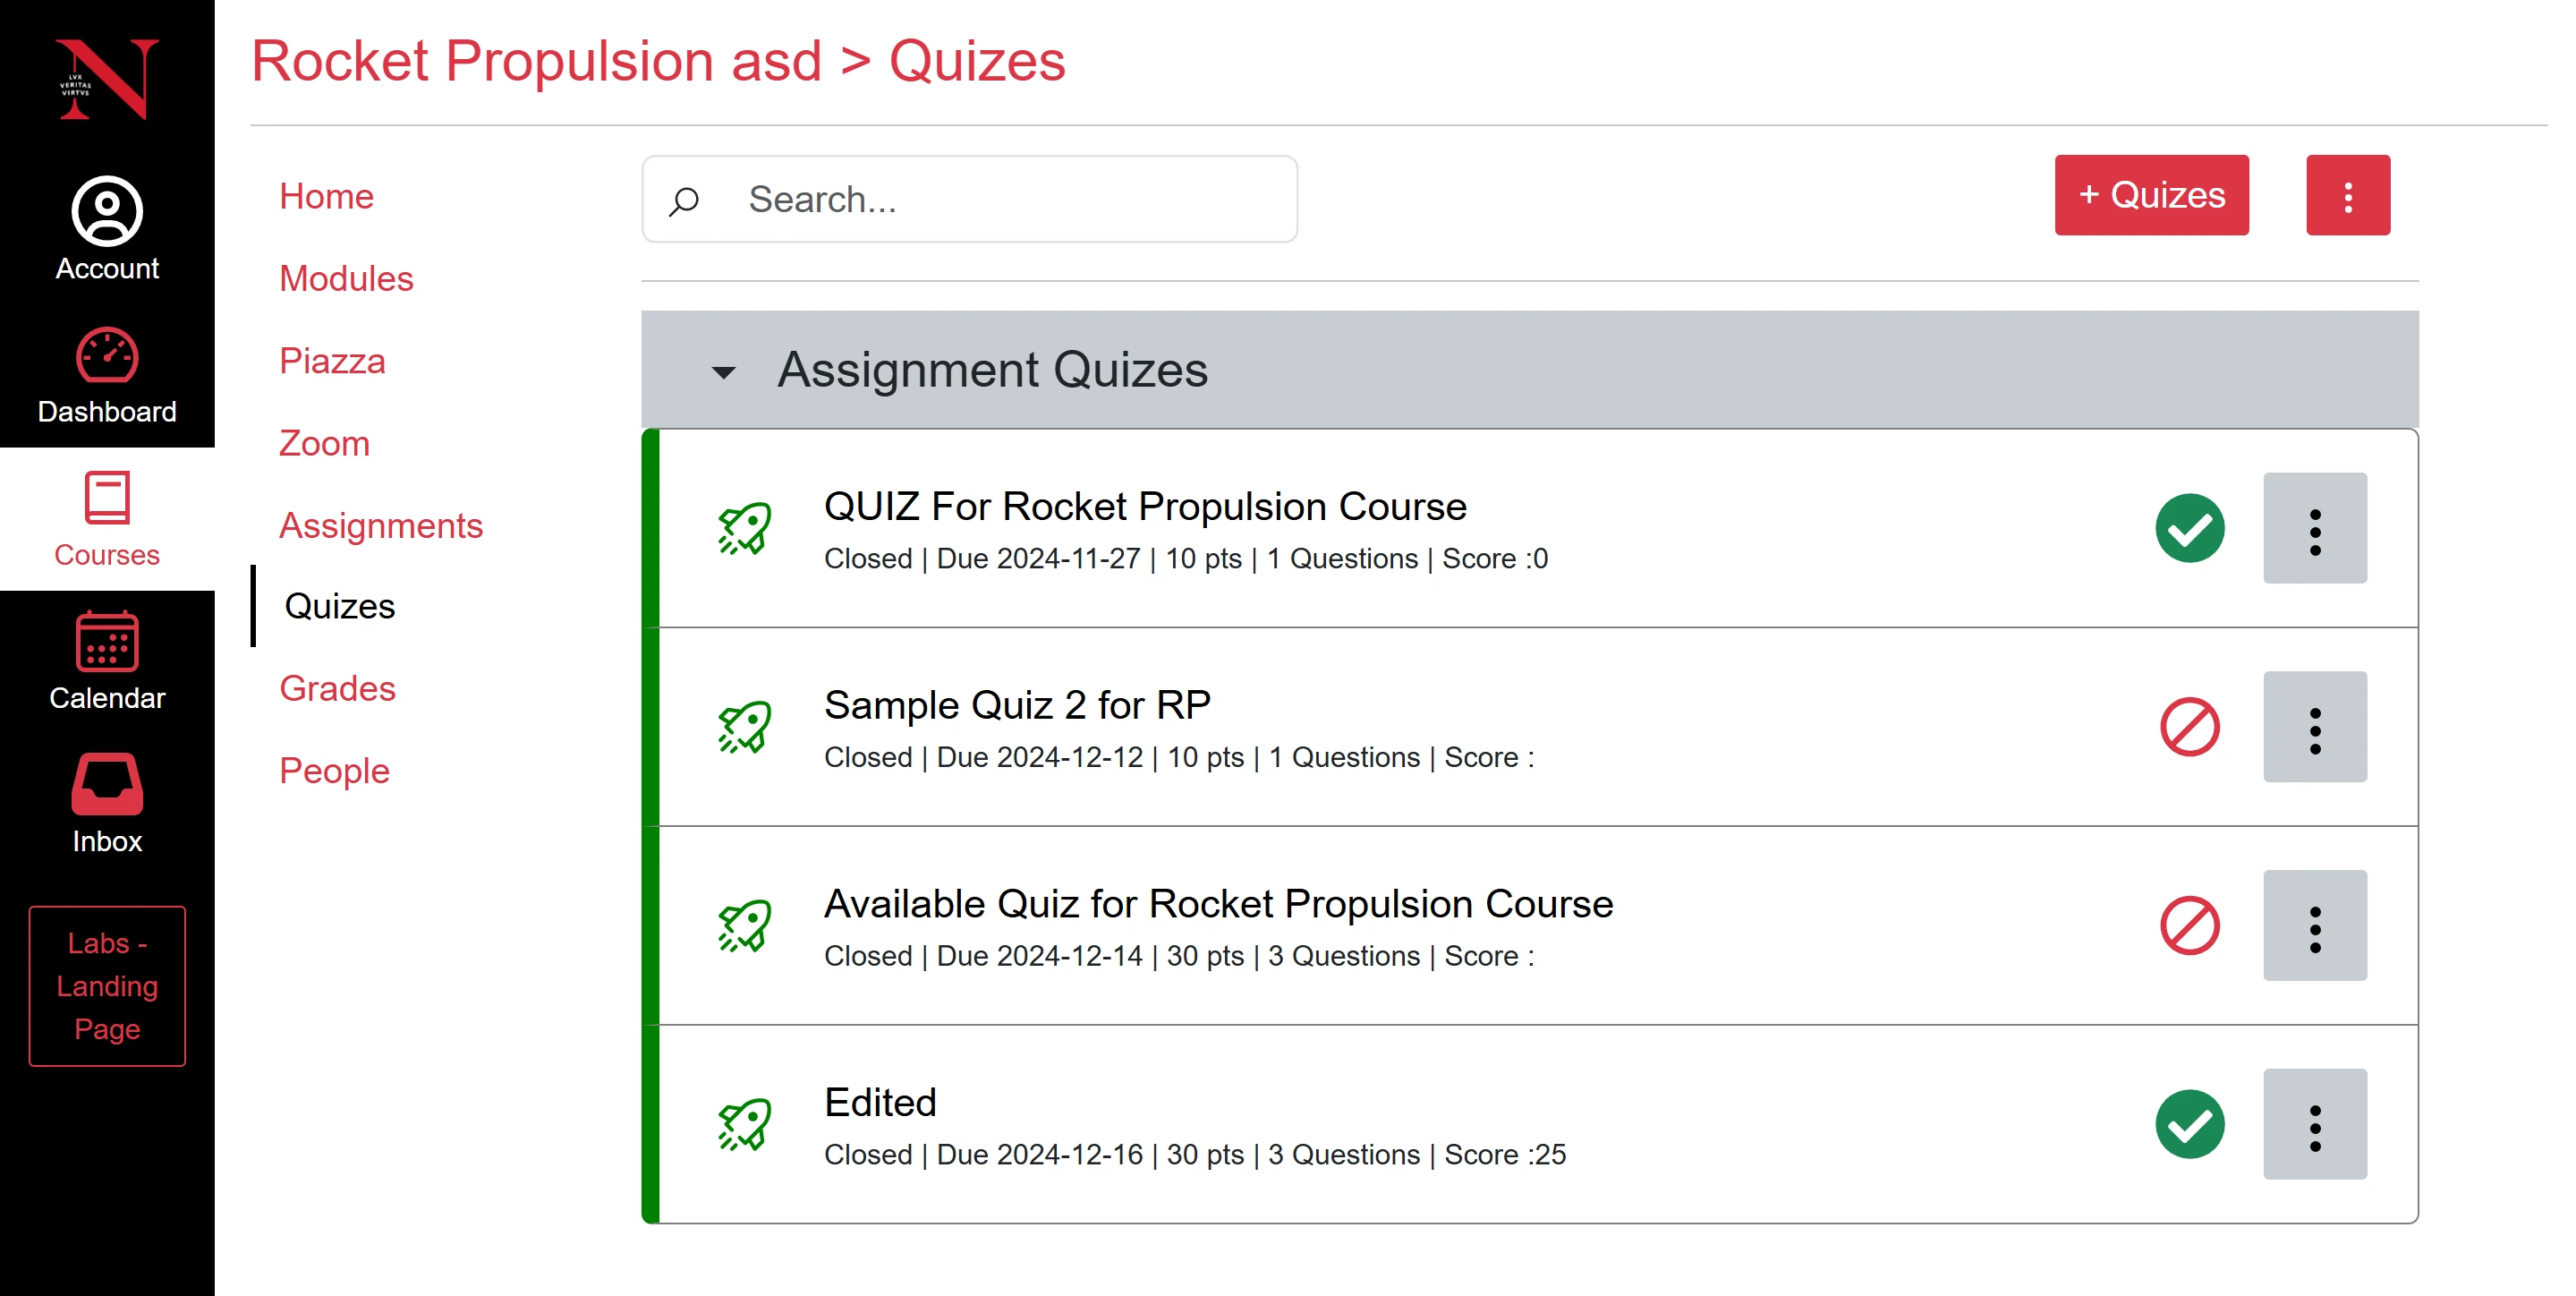 LVX
VERITAS
VIRTVS
Account
Dashboard
Courses
Calendar
Inbox
Labs -
Landing
Page
Rocket Propulsion asd > Quizes
Home
Modules
Piazza
Zoom
Assignments
Quizes
Grades
People
Search...
+ Quizes
Assignment Quizes
QUIZ For Rocket Propulsion Course
Closed | Due 2024-11-27 | 10 pts | 1 Questions | Score :0
Sample Quiz 2 for RP
Closed | Due 2024-12-12 | 10 pts | 1 Questions | Score :
Available Quiz for Rocket Propulsion Course
Closed | Due 2024-12-14 | 30 pts | 3 Questions | Score :
Edited
Closed | Due 2024-12-16 | 30 pts | 3 Questions | Score :25